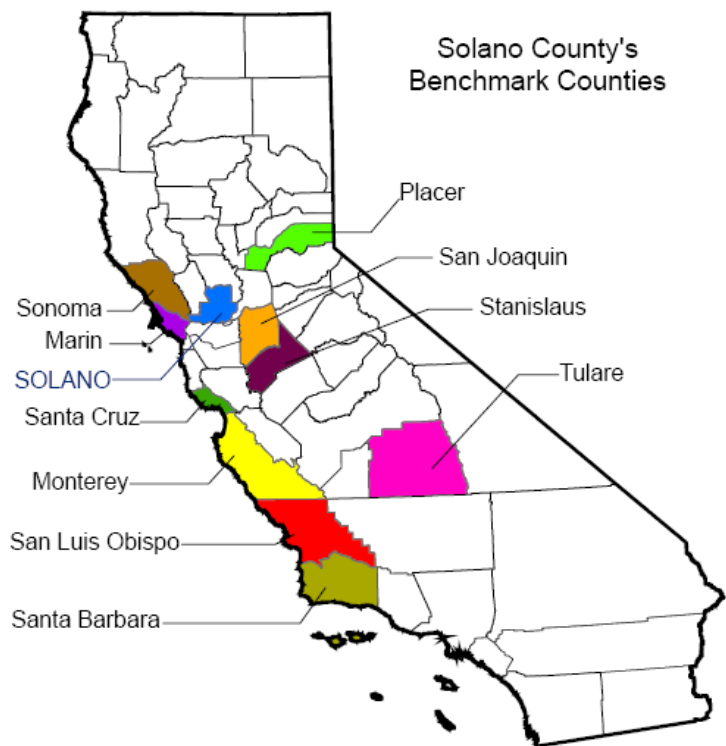 Solano County's
Benchmark Counties
Placer
San Joaquin
Sonoma
Stanislaus
Marin
SOLANO
Tulare
Santa Cruz
Monterey
San Luis Obispo
Santa Barbara